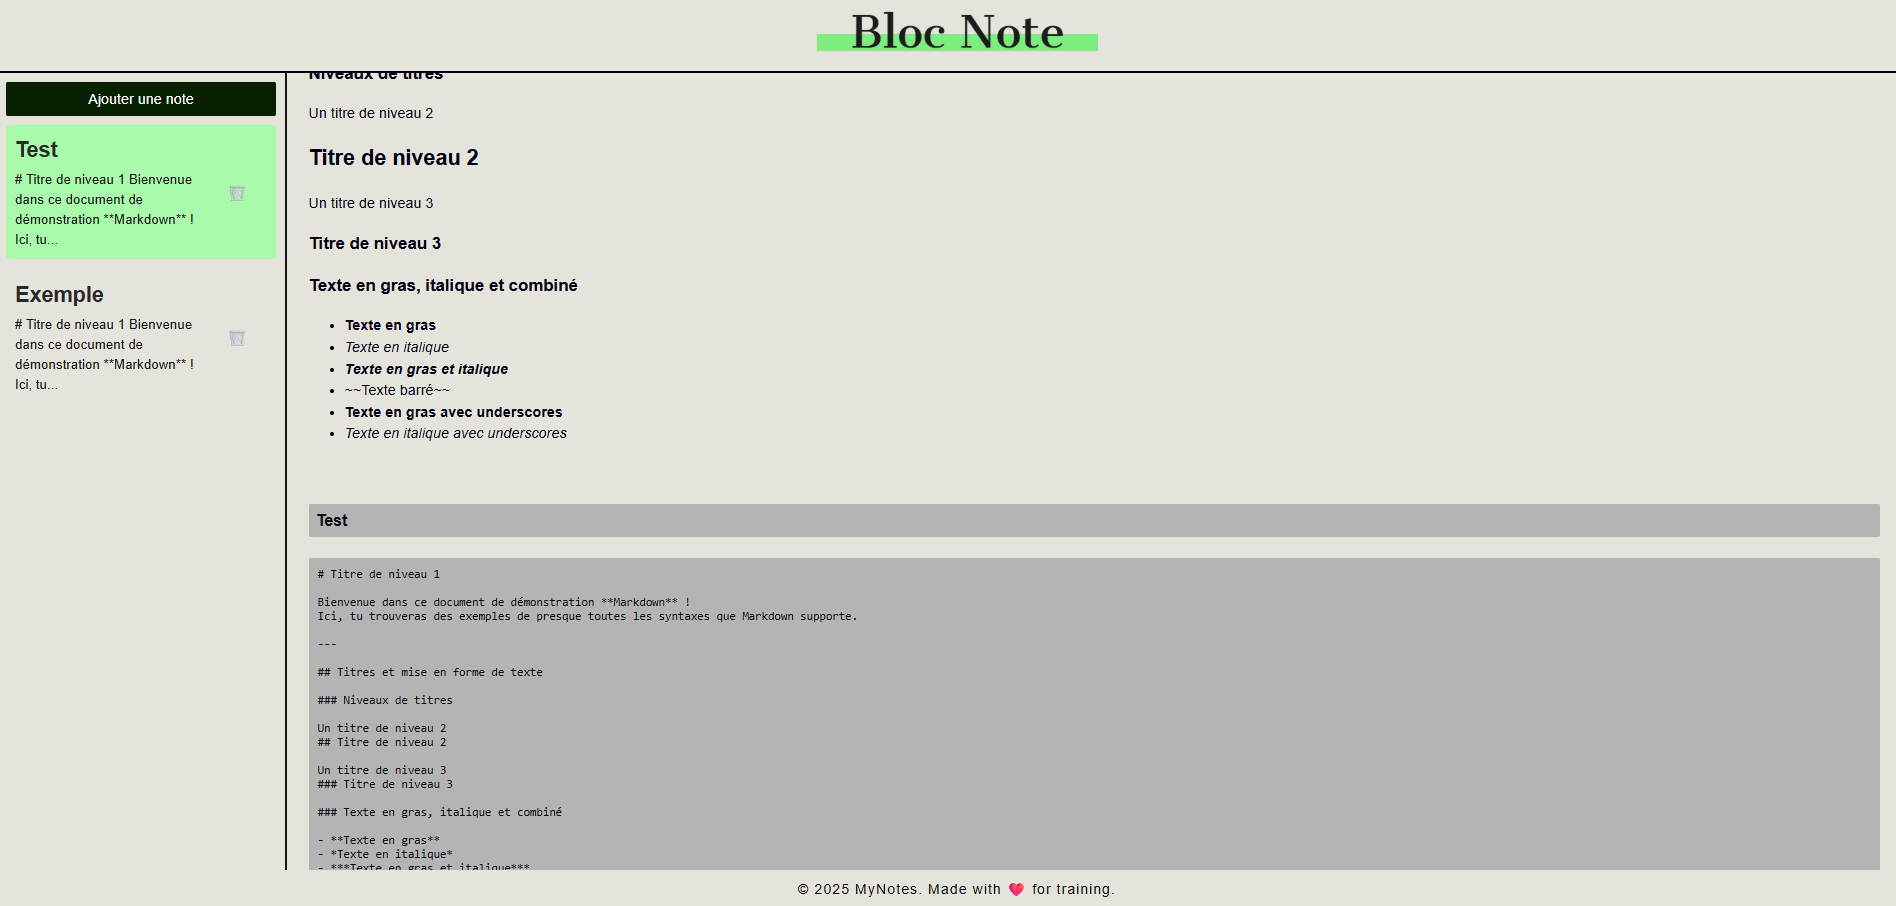 Bloc Note
Ajouter une note
Test
# Titre de niveau 1 Bienvenue
dans ce document de
démonstration **Markdown** !
Ici, tu...
Exemple
# Titre de niveau 1 Bienvenue
dans ce document de
démonstration **Markdown** !
Ici, tu...
Niveaux de titres
Un titre de niveau 2
Titre de niveau 2
Un titre de niveau 3
Titre de niveau 3
Texte en gras, italique et combiné
• Texte en gras
• Texte en italique
• Texte en gras et italique
• ~~Texte barré~~
• Texte en gras avec underscores
• Texte en italique avec underscores
Test
# Titre de niveau 1
Bienvenue dans ce document de démonstration **Markdown** !
Ici, tu trouveras des exemples de presque toutes les syntaxes que Markdown supporte.
---
## Titres et mise en forme de texte
### Niveaux de titres
Un titre de niveau 2
## Titre de niveau 2
Un titre de niveau 3
### Titre de niveau 3
### Texte en gras, italique et combiné
- **Texte en gras**
- *Texte en italique*
- ***Texte en gras et italique***
© 2025 MyNotes. Made with 💖 for training.